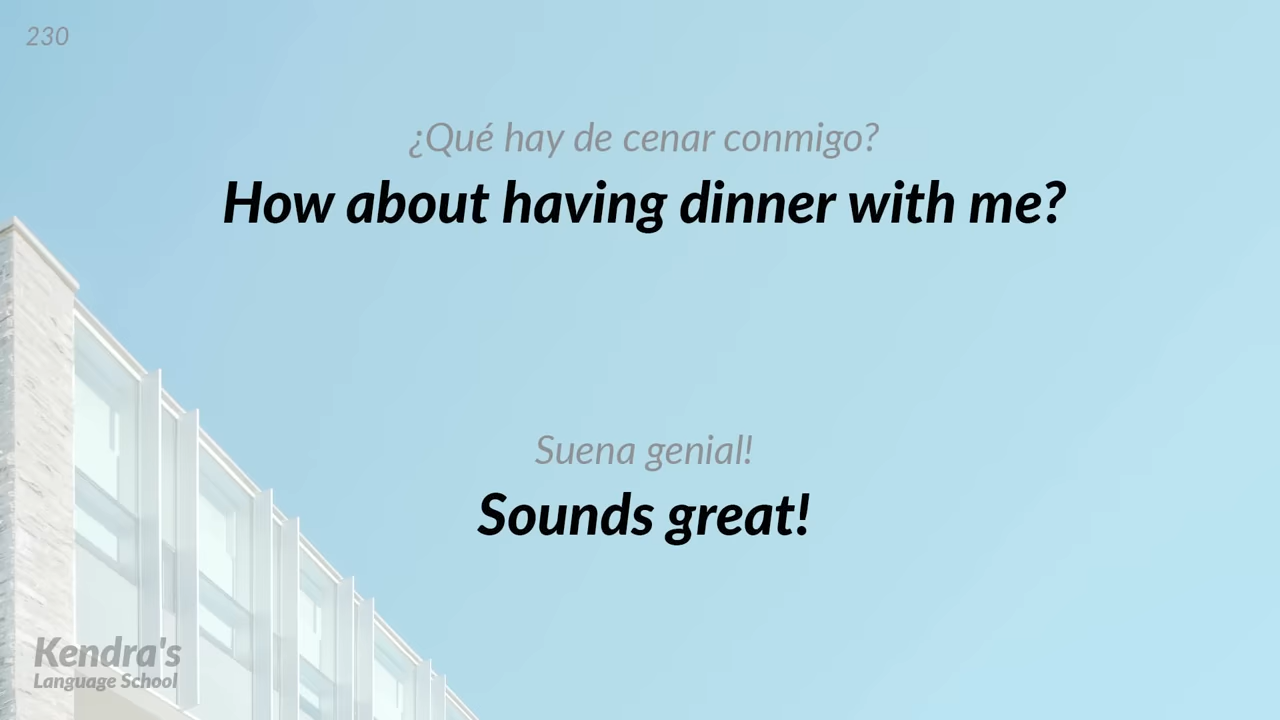 230
¿Qué hay de cenar conmigo?
How about having dinner with me?
Suena genial!
Sounds great!
Kendra's
Language School